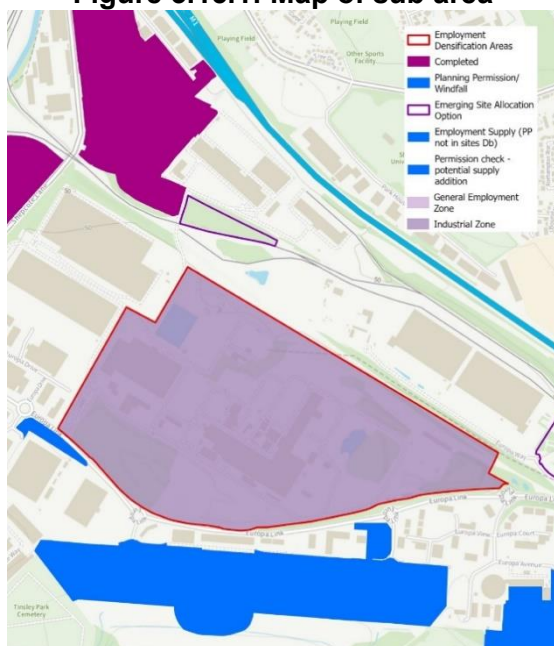 Figure 6.13.1: Map of sub area
M1
Playing Field
Playing Field
Other Sports
Facility
Employment
Densification Areas
Completed
Planning Permission/
Windfall
Emerging Site Allocation
Option
Employment Supply (PP
not in sites Db)
Permission check -
potential supply
addition
General Employment
Zone
Industrial Zone
Europa Drive
Europa Link
Europa Link
Europa Link
Europa View
Europa Court
Europa Avenue
Tinsley Park
Cemetery